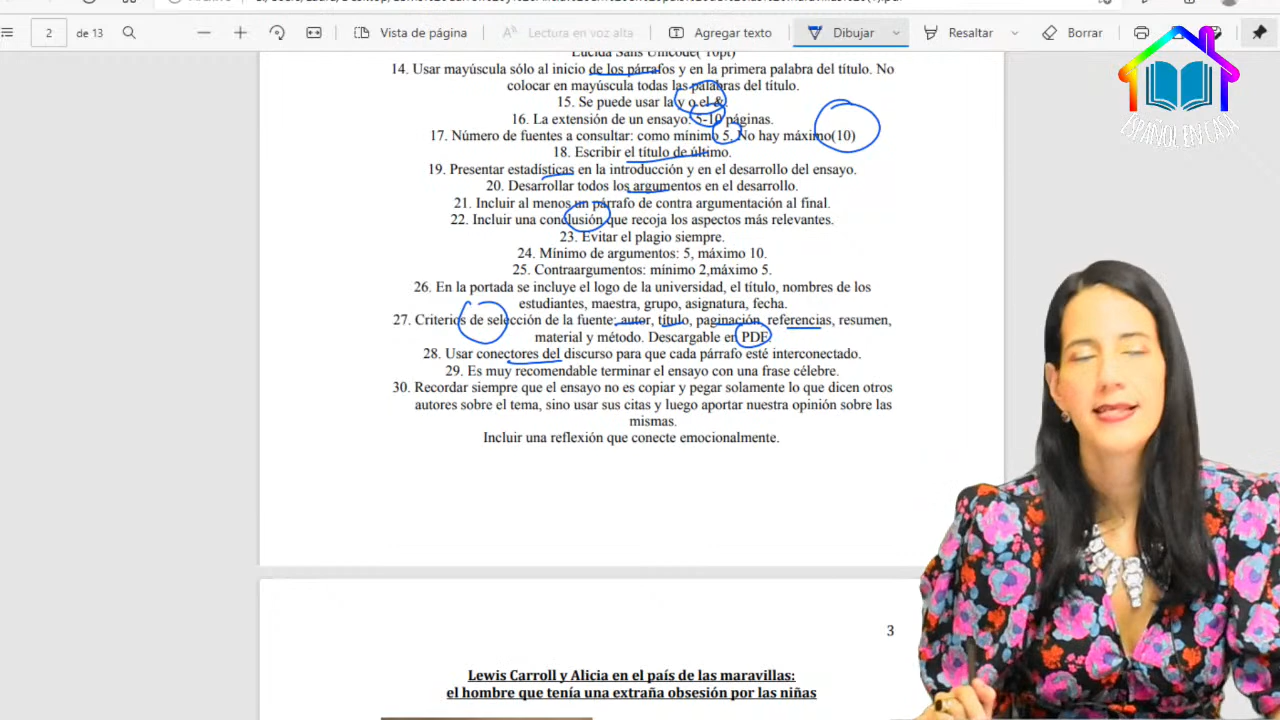 2
de 13
Vista de página
Lectura en voz alta
Agregar texto
Dibujar
Resaltar
Borrar
Lucida Sans Unicode( 10pt)
14. Usar mayúscula sólo al inicio de los párrafos y en la primera palabra del título. No
colocar en mayúscula todas las palabras del título.
15. Se puede usar la y o el &.
16. La extensión de un ensayo: 5-10 páginas.
17. Número de fuentes a consultar: como mínimo 5. No hay máximo(10)
18. Escribir el título de último.
19. Presentar estadísticas en la introducción y en el desarrollo del ensayo.
20. Desarrollar todos los argumentos en el desarrollo.
21. Incluir al menos un párrafo de contra argumentación al final.
22. Incluir una conclusión que recoja los aspectos más relevantes.
23. Evitar el plagio siempre.
24. Mínimo de argumentos: 5, máximo 10.
25. Contraargumentos: mínimo 2,máximo 5.
26. En la portada se incluye el logo de la universidad, el título, nombres de los
estudiantes, maestra, grupo, asignatura, fecha.
27. Criterios de selección de la fuente: autor, título, paginación, referencias, resumen,
material y método. Descargable en PDF.
28. Usar conectores del discurso para que cada párrafo esté interconectado.
29. Es muy recomendable terminar el ensayo con una frase célebre.
30. Recordar siempre que el ensayo no es copiar y pegar solamente lo que dicen otros
autores sobre el tema, sino usar sus citas y luego aportar nuestra opinión sobre las
mismas.
Incluir una reflexión que conecte emocionalmente.
3
Lewis Carroll y Alicia en el país de las maravillas:
el hombre que tenía una extraña obsesión por las niñas
ESPAÑOL EN CASA